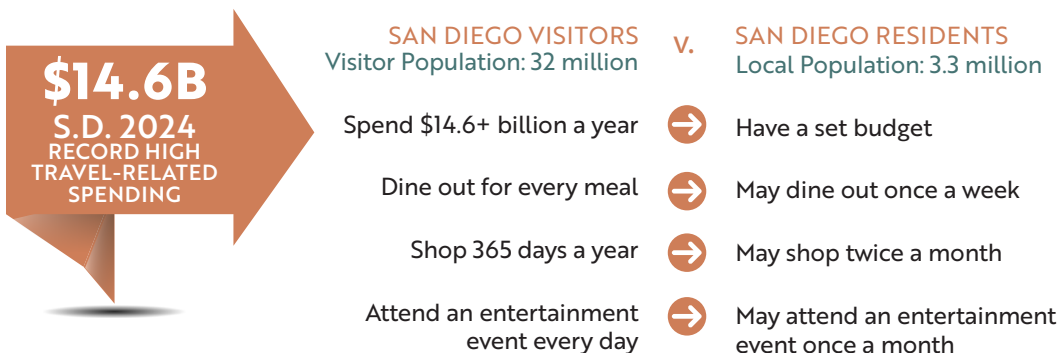 $14.6B
S.D. 2024
RECORD HIGH
TRAVEL-RELATED
SPENDING
SAN DIEGO VISITORS
Visitor Population: 32 million
v.
SAN DIEGO RESIDENTS
Local Population: 3.3 million
Spend $14.6+ billion a year
Have a set budget
Dine out for every meal
May dine out once a week
Shop 365 days a year
May shop twice a month
Attend an entertainment
event every day
May attend an entertainment
event once a month